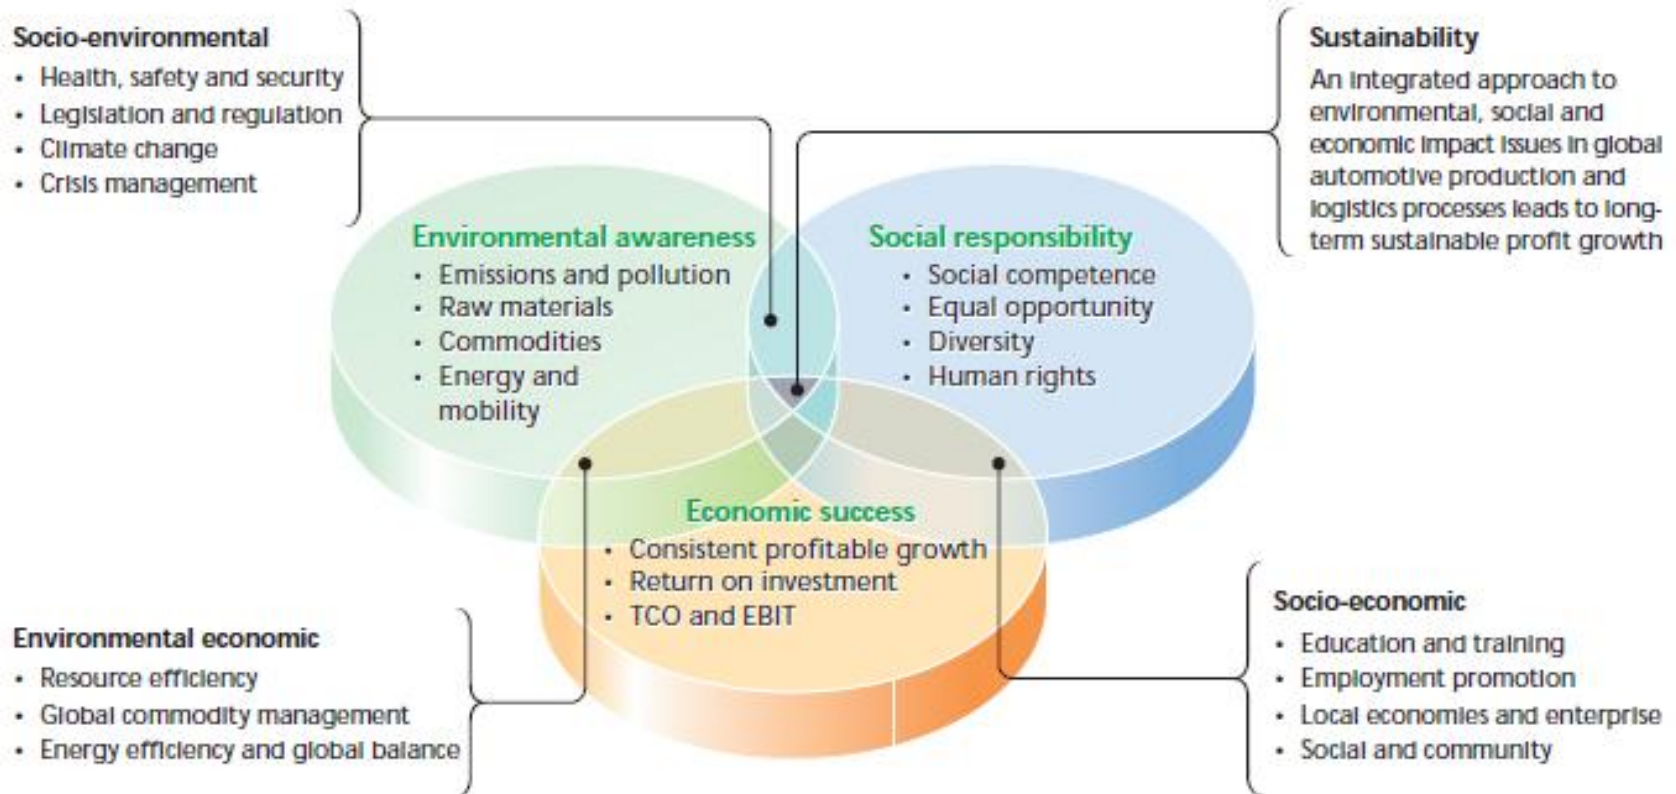 Socio-environmental
• Health, safety and security
• Legislation and regulation
• Climate change
• Crisis management
Sustainability
An integrated approach to
environmental, social and
economic impact issues in global
automotive production and
logistics processes leads to long-
term sustainable profit growth
Environmental awareness
• Emissions and pollution
• Raw materials
• Commodities
• Energy and
mobility
Social responsibility
• Social competence
• Equal opportunity
• Diversity
• Human rights
Economic success
• Consistent profitable growth
• Return on investment
• TCO and EBIT
Environmental economic
• Resource efficiency
• Global commodity management
• Energy efficiency and global balance
Socio-economic
• Education and training
• Employment promotion
• Local economies and enterprise
• Social and community